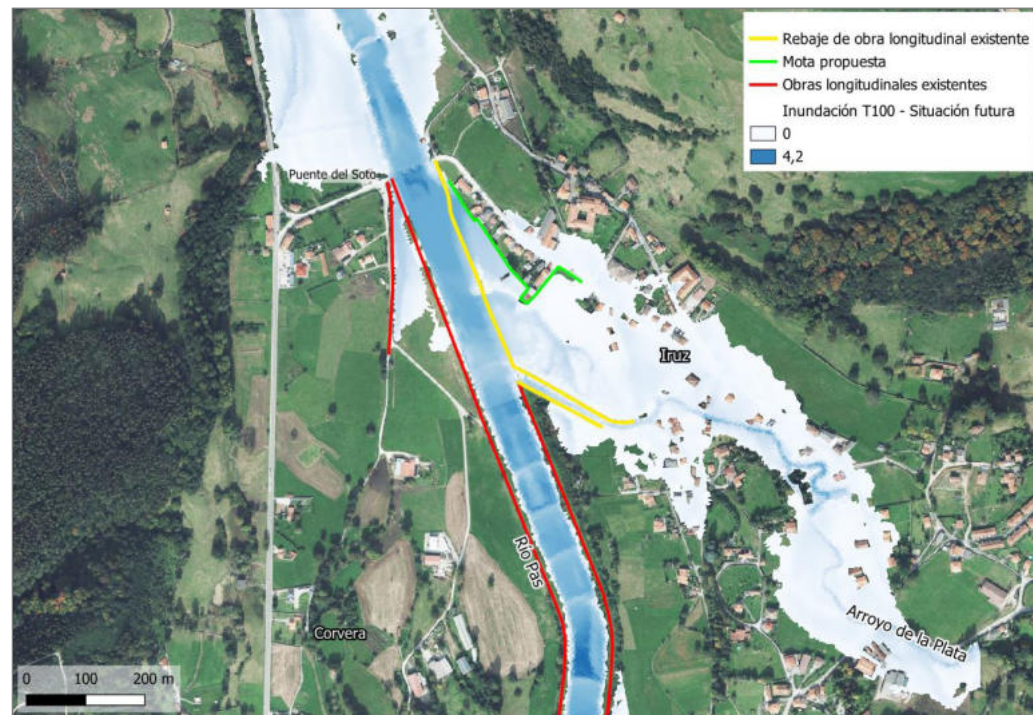 Rebaje de obra longitudinal existente
Mota propuesta
Obras longitudinales existentes
Inundación T100 - Situación futura
0
4,2
Puente del Soto
Iruz
Río Pas
Arroyo de la Plata
Corvera
0 100 200 m